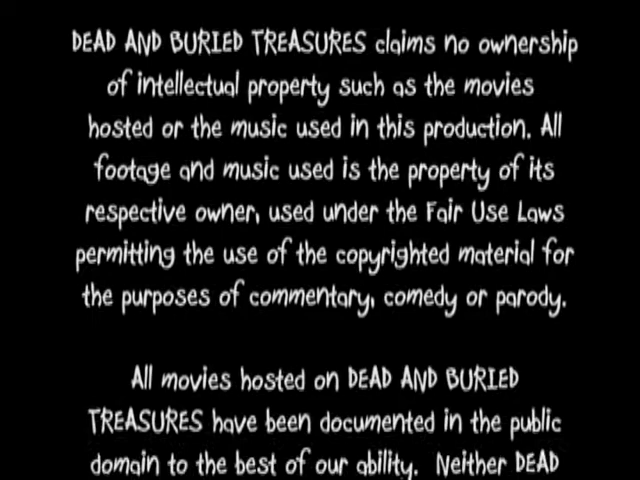 DEAD AND BURIED TREASURES claims no ownership
of intellectual property such as the movies
hosted or the music used in this production. All
footage and music used is the property of its
respective owner, used under the Fair Use Laws
permitting the use of the copyrighted material for
the purposes of commentary, comedy or parody.
All movies hosted on DEAD AND BURIED
TREASURES have been documented in the public
domain to the best of our ability. Neither DEAD